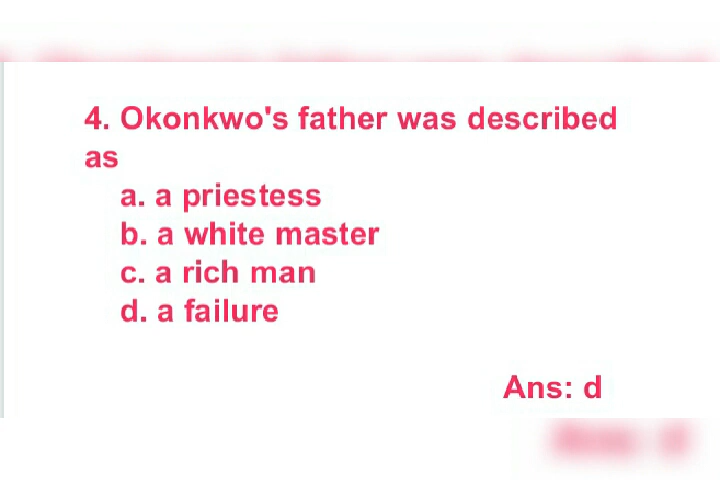 4. Okonkwo's father was described
as
a. a priestess
b. a white master
c. a rich man
d. a failure
Ans: d